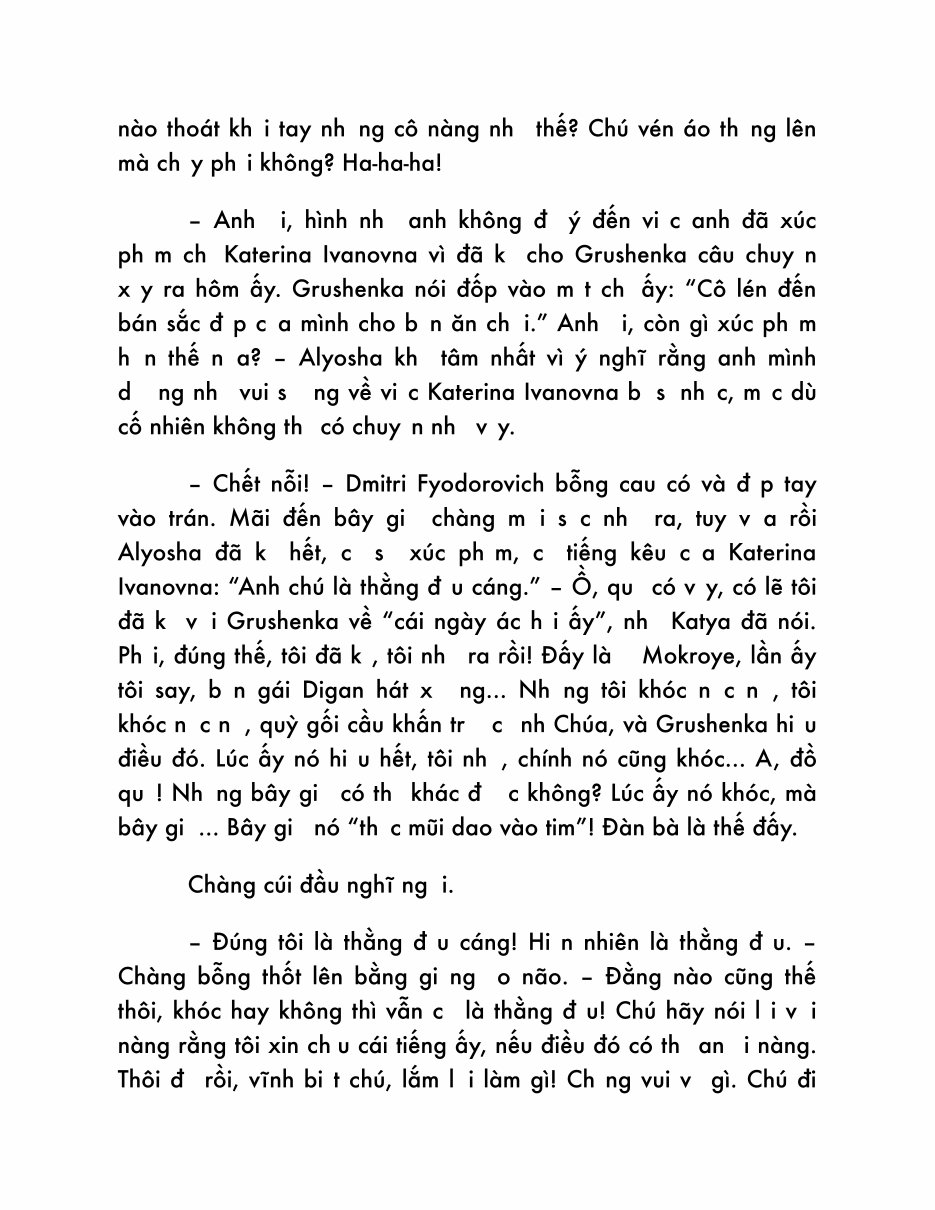 nào thoát kh i tay nh ng cô nàng nh thế? Chú vén áo th ng lên
mà ch y ph i không? Ha-ha-ha!
– Anh i, hình nh anh không đ ý đến vi c anh đã xúc
ph m ch Katerina Ivanovna vì đã k cho Grushenka câu chuy n
x y ra hôm ấy. Grushenka nói đốp vào m t ch ấy: “Cô lén đến
bán sắc đ p c a mình cho b n ăn ch i.” Anh i, còn gì xúc ph m
h n thế n a? – Alyosha kh tâm nhất vì ý nghĩ rằng anh mình
d ng nh vui s ng về vi c Katerina Ivanovna b s nh c, m c dù
cố nhiên không th có chuy n nh v y.
– Chết nỗi! – Dmitri Fyodorovich bỗng cau có và đ p tay
vào trán. Mãi đến bây gi chàng m i s c nh ra, tuy v a rồi
Alyosha đã k hết, c s xúc ph m, c tiếng kêu c a Katerina
Ivanovna: “Anh chú là thằng đ u cáng.” – Ồ, qu có v y, có lẽ tôi
đã k v i Grushenka về “cái ngày ác h i ấy”, nh Katya đã nói.
Ph i, đúng thế, tôi đã k , tôi nh ra rồi! Đấy là Mokroye, lần ấy
tôi say, b n gái Digan hát x ng... Nh ng tôi khóc n c n , tôi
khóc n c n , quỳ gối cầu khấn tr c nh Chúa, và Grushenka hi u
điều đó. Lúc ấy nó hi u hết, tôi nh , chính nó cũng khóc... A, đồ
qu ! Nh ng bây gi có th khác đ c không? Lúc ấy nó khóc, mà
bây gi ... Bây gi nó “th c mũi dao vào tim”! Đàn bà là thế đấy.
Chàng cúi đầu nghĩ ng i.
– Đúng tôi là thằng đ u cáng! Hi n nhiên là thằng đ u. –
Chàng bỗng thốt lên bằng gi ng o não. – Đằng nào cũng thế
thôi, khóc hay không thì vẫn c là thằng đ u! Chú hãy nói l i v i
nàng rằng tôi xin ch u cái tiếng ấy, nếu điều đó có th an i nàng.
Thôi đ rồi, vĩnh bi t chú, lắm l i làm gì! Ch ng vui v gì. Chú đi